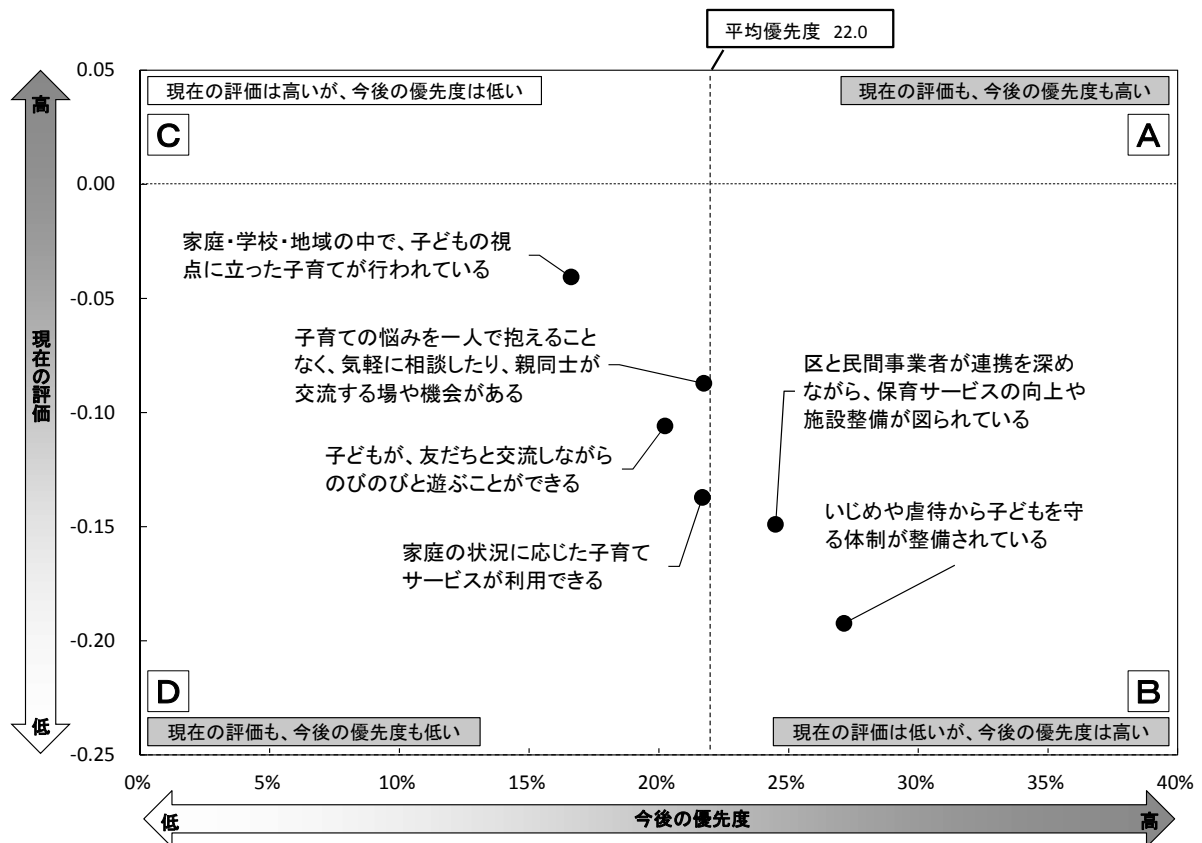 平均優先度 22.0
0.05
0.00
-0.05
-0.10
-0.15
-0.20
-0.25
高
現在の評価
低
現在の評価は高いが、今後の優先度は低い
C
現在の評価も、今後の優先度も高い
A
家庭・学校・地域の中で、子どもの視
点に立った子育てが行われている
子育ての悩みを一人で抱えること
なく、気軽に相談したり、親同士が
交流する場や機会がある
子どもが、友だちと交流しながら
のびのびと遊ぶことができる
家庭の状況に応じた子育て
サービスが利用できる
区と民間事業者が連携を深め
ながら、保育サービスの向上や
施設整備が図られている
いじめや虐待から子どもを守
る体制が整備されている
D
現在の評価も、今後の優先度も低い
B
現在の評価は低いが、今後の優先度は高い
0%
5%
10%
15%
20%
25%
30%
35%
40%
低
今後の優先度
高